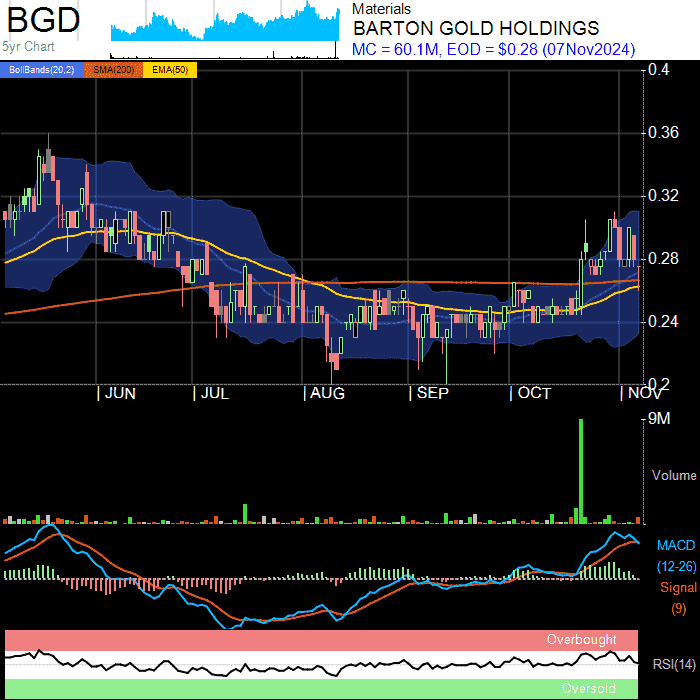 BGD
5yr Chart
Materials
BARTON GOLD HOLDINGS
MC = 60.1M, EOD = $0.28 (07Nov2024)
BollBands(20,2) SMA(200) EMA(50)
0.4
0.36
0.32
0.28
0.24
0.2
JUN JUL AUG SEP OCT NOV
9M
Volume
MACD
(12-26)
Signal
(9)
Overbought
RSI(14)
Oversold